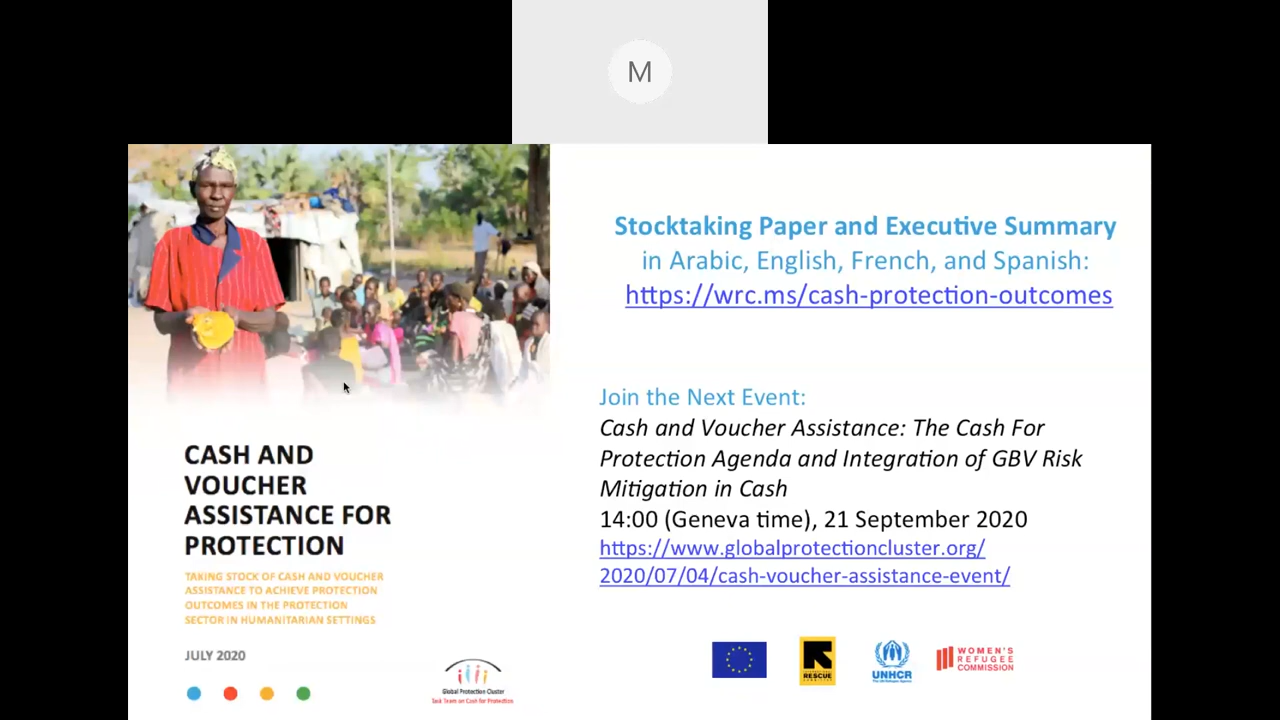 M
Stocktaking Paper and Executive Summary
in Arabic, English, French, and Spanish:
https://wrc.ms/cash-protection-outcomes
Join the Next Event:
Cash and Voucher Assistance: The Cash For
Protection Agenda and Integration of GBV Risk
Mitigation in Cash
14:00 (Geneva time), 21 September 2020
https://www.globalprotectioncluster.org/
2020/07/04/cash-voucher-assistance-event/
CASH AND
VOUCHER
ASSISTANCE FOR
PROTECTION
TAKING STOCK OF CASH AND VOUCHER
ASSISTANCE TO ACHIEVE PROTECTION
OUTCOMES IN THE PROTECTION
SECTOR IN HUMANITARIAN SETTINGS
JULY 2020
Global Protection Cluster
Task Team on Cash for Protection
RESCUE
UNHCR
The UN Refugee Agency
WOMEN'S
REFUGEE
COMMISSION